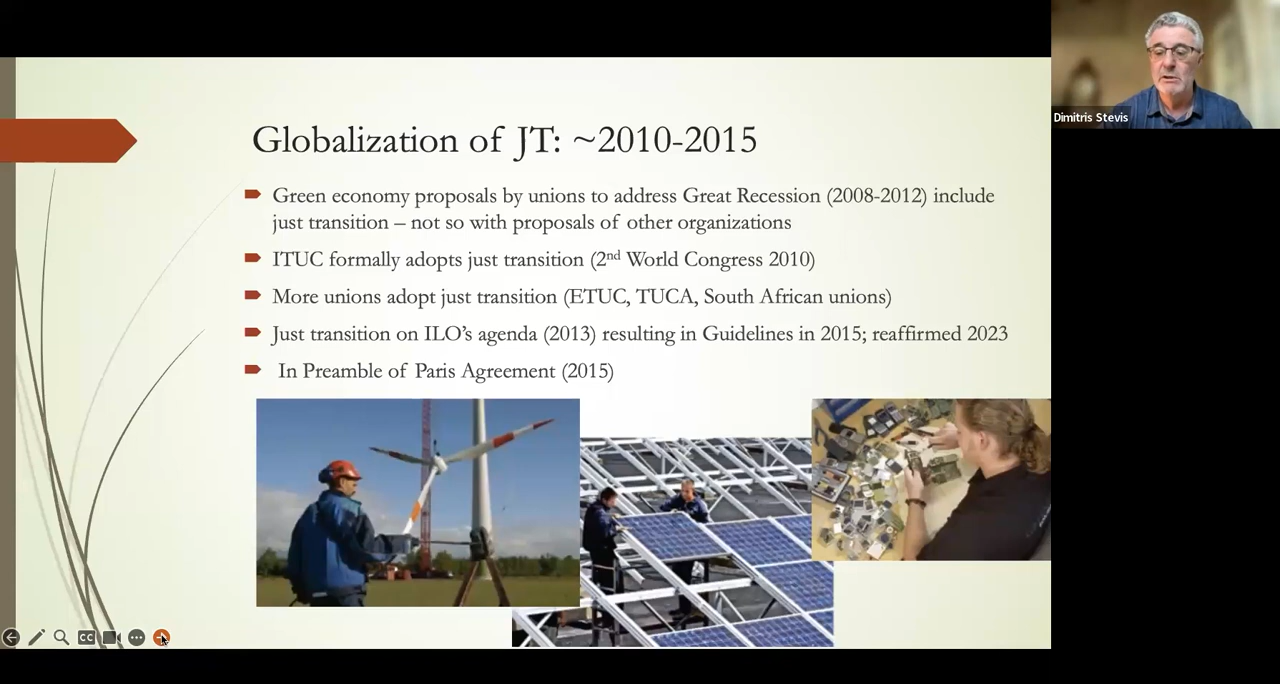 Globalization of JT: ~2010-2015
Green economy proposals by unions to address Great Recession (2008-2012) include
just transition – not so with proposals of other organizations
ITUC formally adopts just transition (2nd World Congress 2010)
More unions adopt just transition (ETUC, TUCA, South African unions)
Just transition on ILO's agenda (2013) resulting in Guidelines in 2015; reaffirmed 2023
In Preamble of Paris Agreement (2015)
Dimitris Stevis
CC